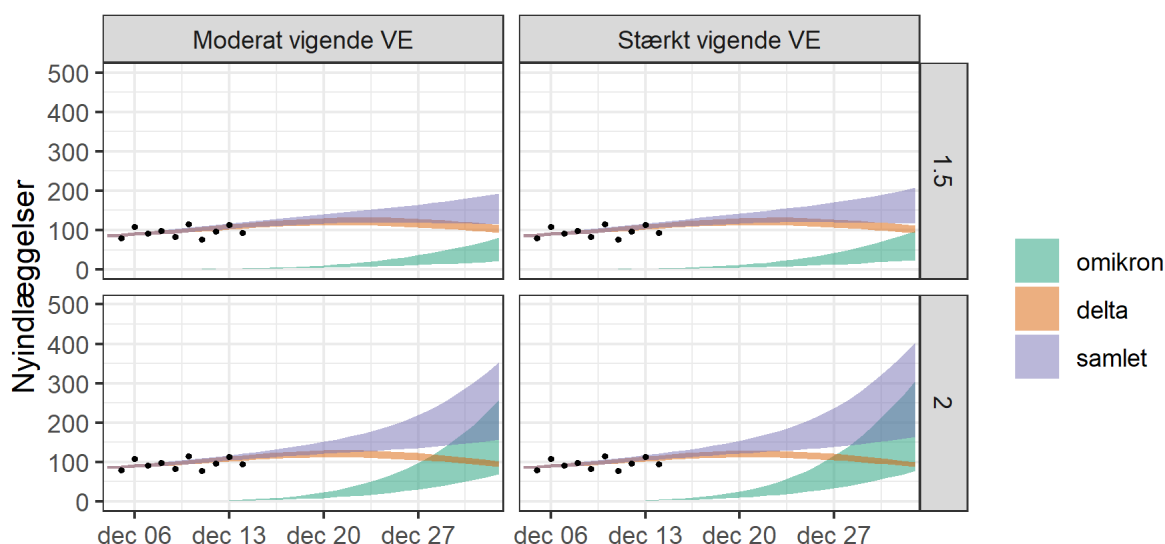 Moderat vigende VE
Stærkt vigende VE
Nyindlæggelser
500
400
300
200
100
0
1.5
500
400
300
200
100
0
2
dec 06
dec 13
dec 20
dec 27
dec 06
dec 13
dec 20
dec 27
omikron
delta
samlet